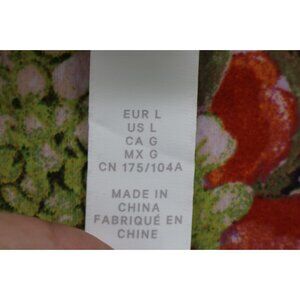 EUR L
US L
CA G
MX G
CN 175/104A
MADE IN
CHINA
FABRIQUÉ EN
CHINE